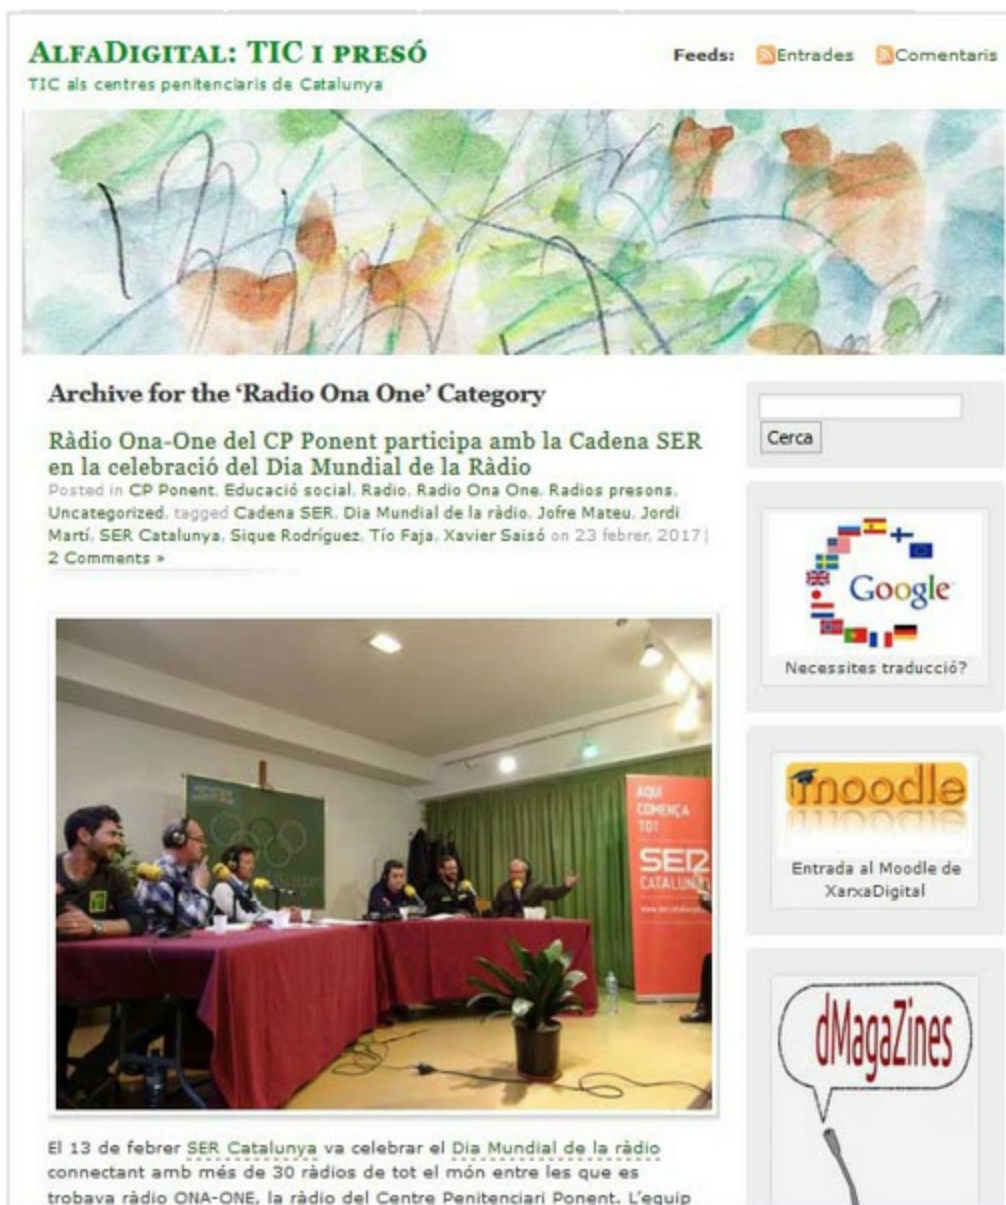 AlfaDigital: TIC i presó
TIC als centres penitenciaris de Catalunya
Feeds: Entrades Comentaris
Archive for the ‘Radio Ona One’ Category
Ràdio Ona-One del CP Ponent participa amb la Cadena SER
en la celebració del Dia Mundial de la Ràdio
Posted in CP Ponent, Educació social, Radio, Radio Ona One, Radios presons,
Uncategorized, tagged Cadena SER, Dia Mundial de la ràdio, Jofre Mateu, Jordi
Martí, SER Catalunya, Sique Rodríguez, Tío Faja, Xavier Saisó on 23 febrer, 2017 |
2 Comments »
AQUÍ
COMENÇA
TOT
SER
El 13 de febrer SER Catalunya va celebrar el Dia Mundial de la ràdio
connectant amb més de 30 ràdios de tot el món entre les que es
trobava ràdio ONA-ONE, la ràdio del Centre Penitenciari Ponent. L’equip
Cerca
Google
Necessites traducció?
moodle
Entrada al Moodle de
XarxaDigital
dMagaZines